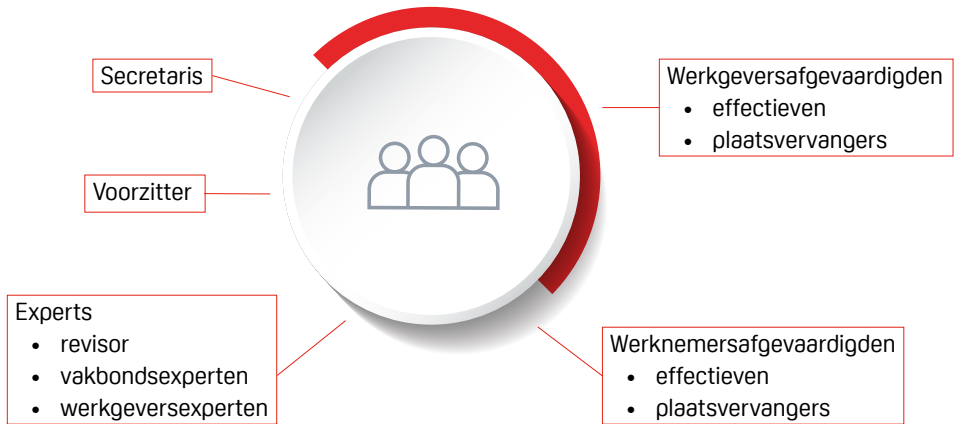 Secretaris
Voorzitter
Experts
• revisor
• vakbondsexperten
• werkgeversexperten
Werkgeversafgevaardigden
• effectieven
• plaatsvervangers
Werknemersafgevaardigden
• effectieven
• plaatsvervangers